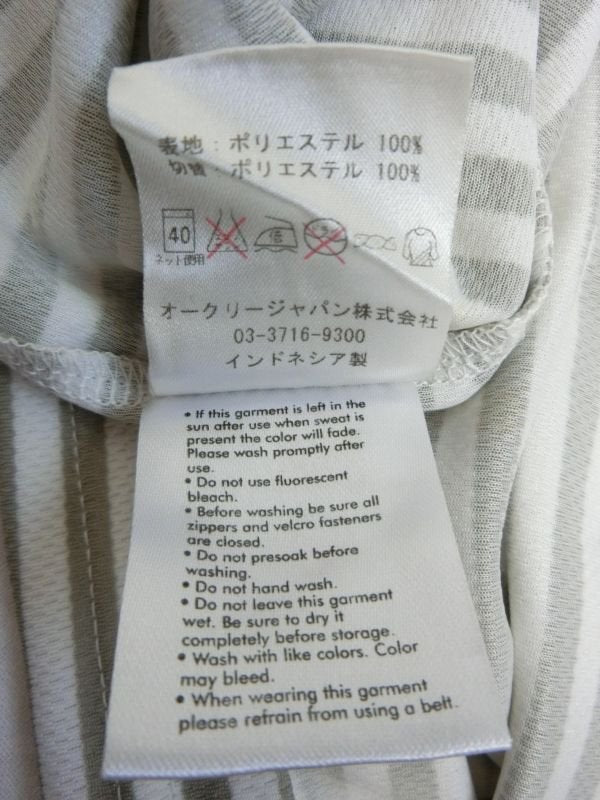 表地：ポリエステル 100%
切替：ポリエステル 100%
40
低
ドライ
ネット使用
オークリージャパン株式会社
03-3716-9300
インドネシア製
• If this garment is left in the
sun after use when sweat is
present the color will fade.
Please wash promptly after
use.
• Do not use fluorescent
bleach.
• Before washing be sure all
zippers and velcro fasteners
are closed.
• Do not presoak before
washing.
• Do not hand wash.
• Do not leave this garment
wet. Be sure to dry it
completely before storage.
• Wash with like colors. Color
may bleed.
• When wearing this garment
please refrain from using a belt.